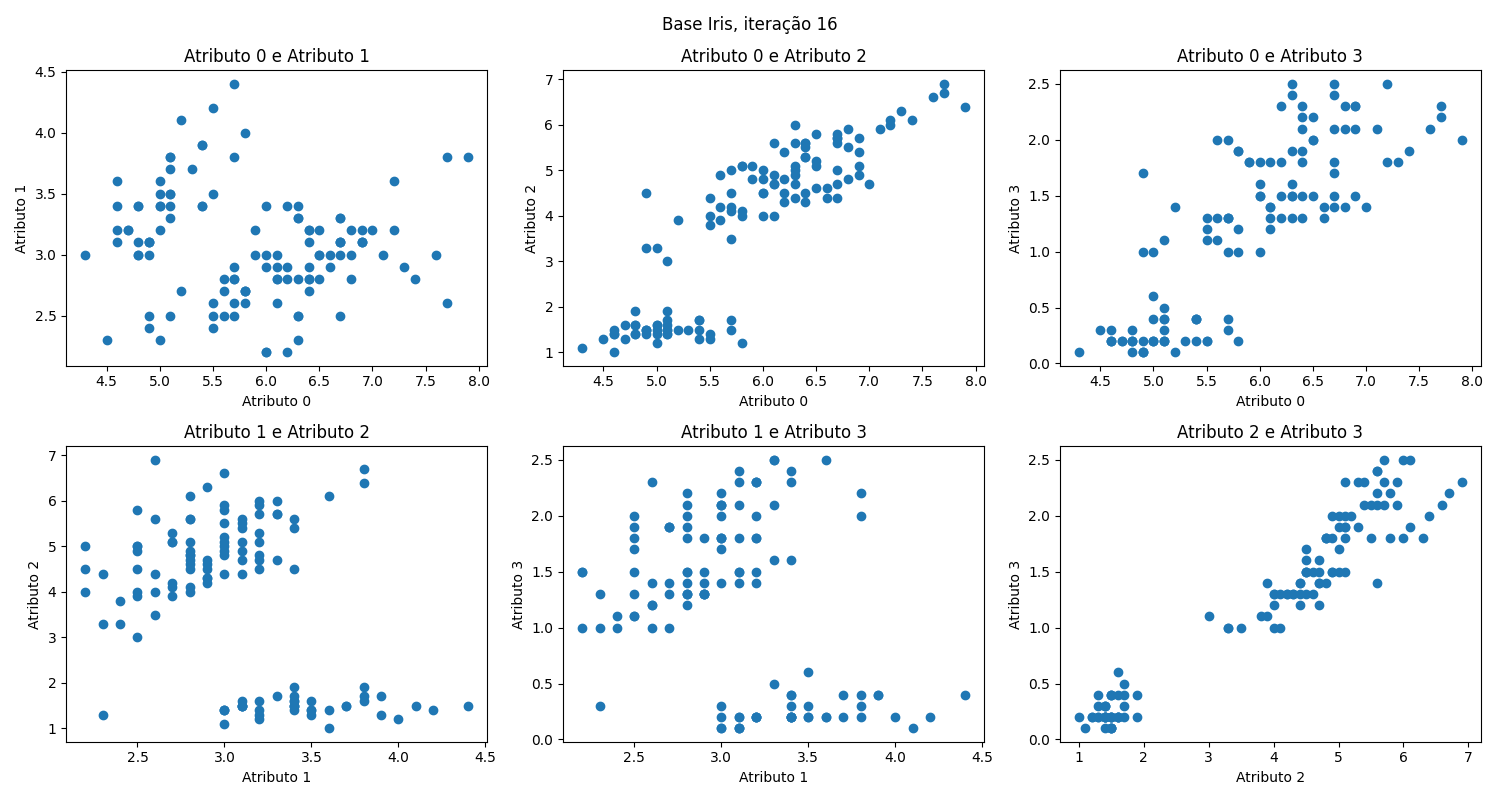 Base Iris, iteração 16
Atributo 0 e Atributo 1
4.5
4.0
3.5
3.0
2.5
Atributo 1
4.5 5.0 5.5 6.0 6.5 7.0 7.5 8.0
Atributo 0
Atributo 0 e Atributo 2
7
6
5
4
3
2
1
Atributo 2
4.5 5.0 5.5 6.0 6.5 7.0 7.5 8.0
Atributo 0
Atributo 0 e Atributo 3
2.5
2.0
1.5
1.0
0.5
0.0
Atributo 3
4.5 5.0 5.5 6.0 6.5 7.0 7.5 8.0
Atributo 0
Atributo 1 e Atributo 2
7
6
5
4
3
2
1
Atributo 2
2.5 3.0 3.5 4.0 4.5
Atributo 1
Atributo 1 e Atributo 3
2.5
2.0
1.5
1.0
0.5
0.0
Atributo 3
2.5 3.0 3.5 4.0 4.5
Atributo 1
Atributo 2 e Atributo 3
2.5
2.0
1.5
1.0
0.5
0.0
Atributo 3
1 2 3 4 5 6 7
Atributo 2